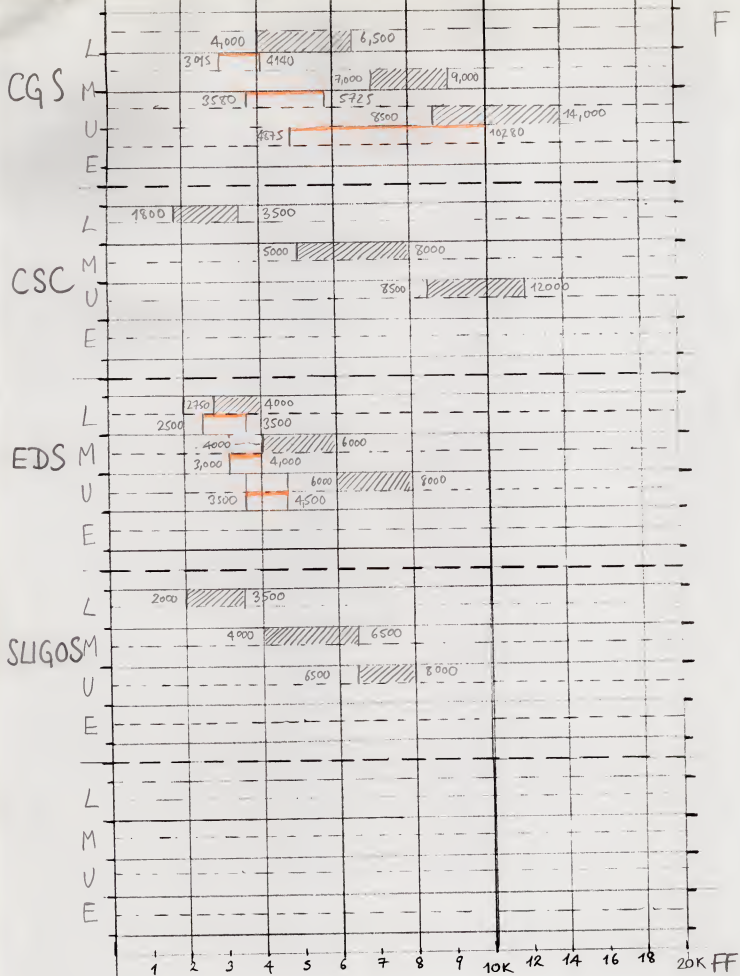 F
L 4,000 6,500
3095 4140
CGS M 7,000 9,000
3580 5725
U 8500 14,000
4875 10280
E
L 1800 3500
M 5000 8000
CSC U 8500 12000
E
L 2750 4000
2500 3500
EDS M 4000 6000
3,000 4,000
U 6000 8000
3500 4,500
E
L 2000 3500
SLIGOS M 4000 6500
U 6500 8000
E
L
M
U
E
1 2 3 4 5 6 7 8 9 10K 12 14 16 18 20K FF